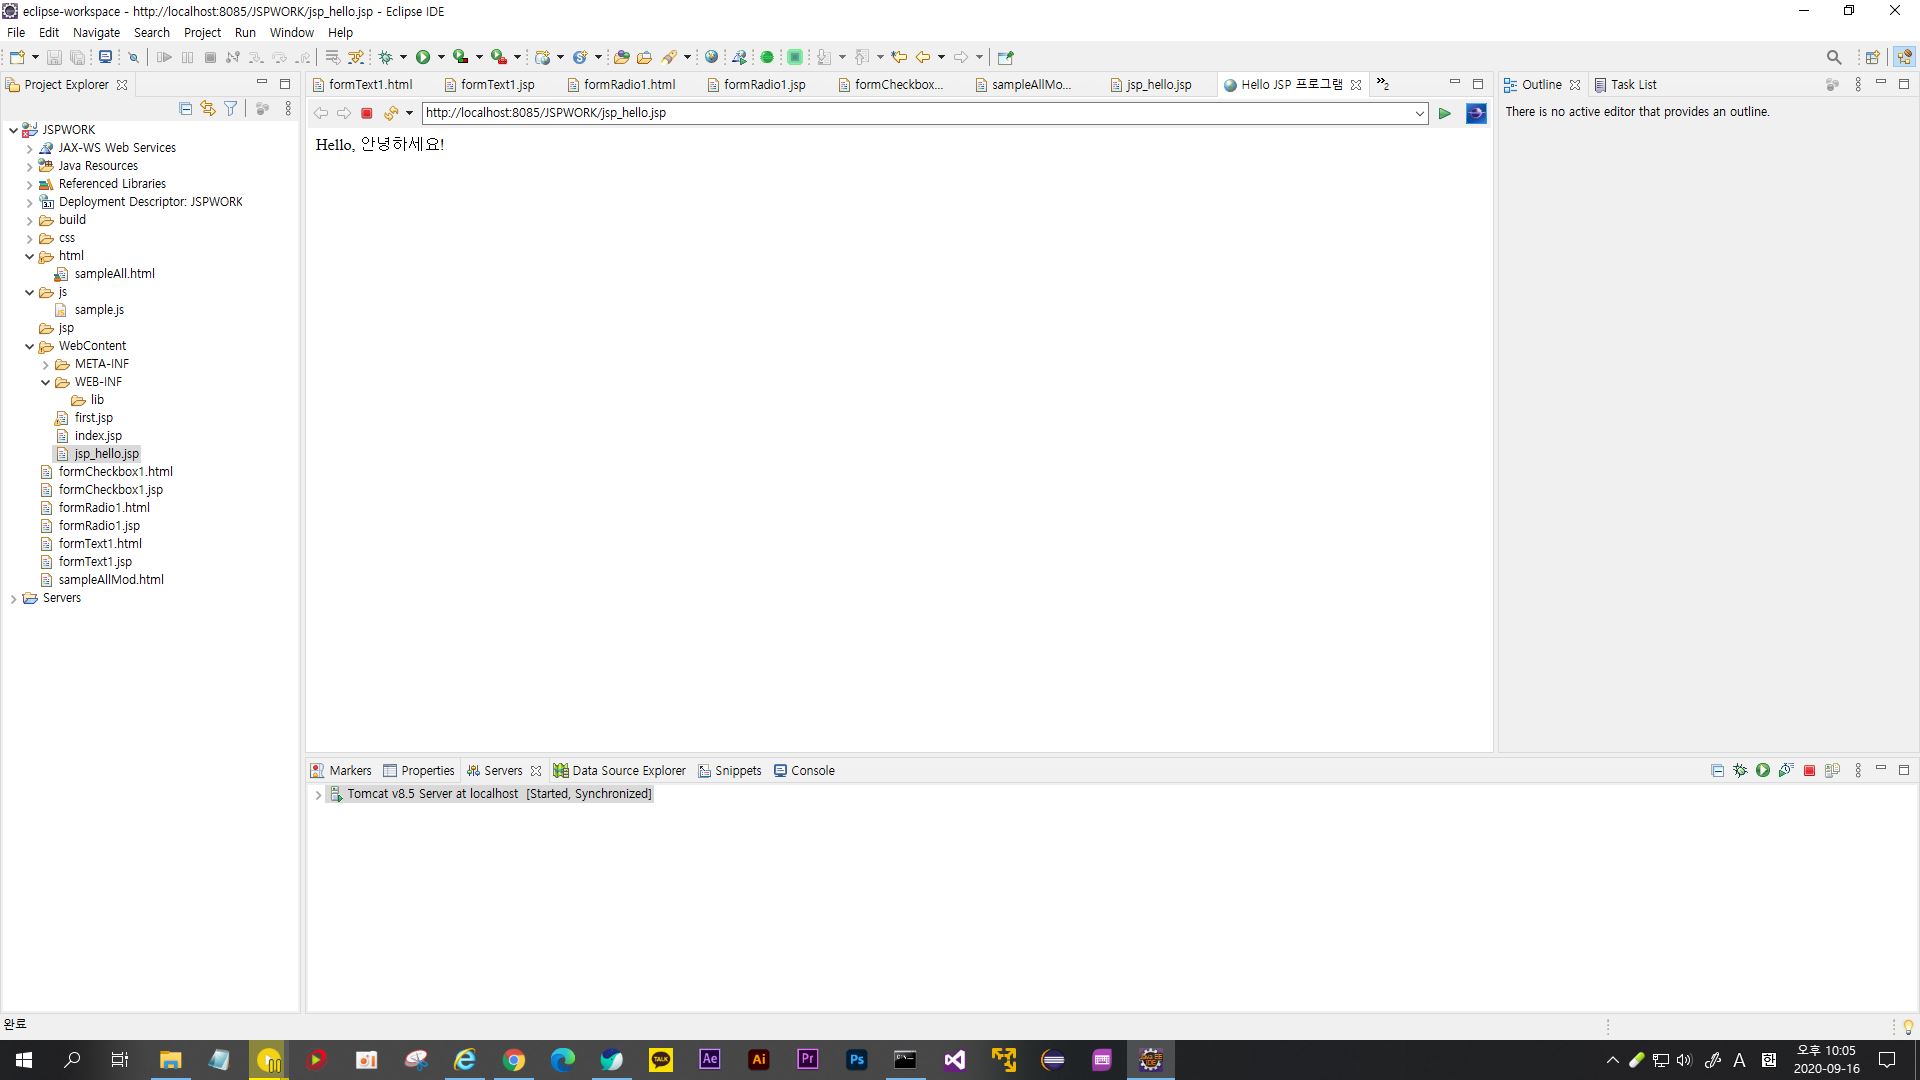 eclipse-workspace - http://localhost:8085/JSPWORK/jsp_hello.jsp - Eclipse IDE
File Edit Navigate Search Project Run Window Help
Project Explorer
formText1.html formText1.jsp formRadio1.html formRadio1.jsp formCheckbox... sampleAllMo... jsp_hello.jsp Hello JSP 프로그램 »2
Outline Task List
http://localhost:8085/JSPWORK/jsp_hello.jsp
There is no active editor that provides an outline.
Hello, 안녕하세요!
JSPWORK
JAX-WS Web Services
Java Resources
Referenced Libraries
Deployment Descriptor: JSPWORK
build
css
html
sampleAll.html
js
sample.js
jsp
WebContent
META-INF
WEB-INF
lib
first.jsp
index.jsp
jsp_hello.jsp
formCheckbox1.html
formCheckbox1.jsp
formRadio1.html
formRadio1.jsp
formText1.html
formText1.jsp
sampleAllMod.html
Servers
Markers Properties Servers Data Source Explorer Snippets Console
Tomcat v8.5 Server at localhost [Started, Synchronized]
완료
TALK Ae Ai Pr Ps
A 한
오후 10:05
2020-09-16